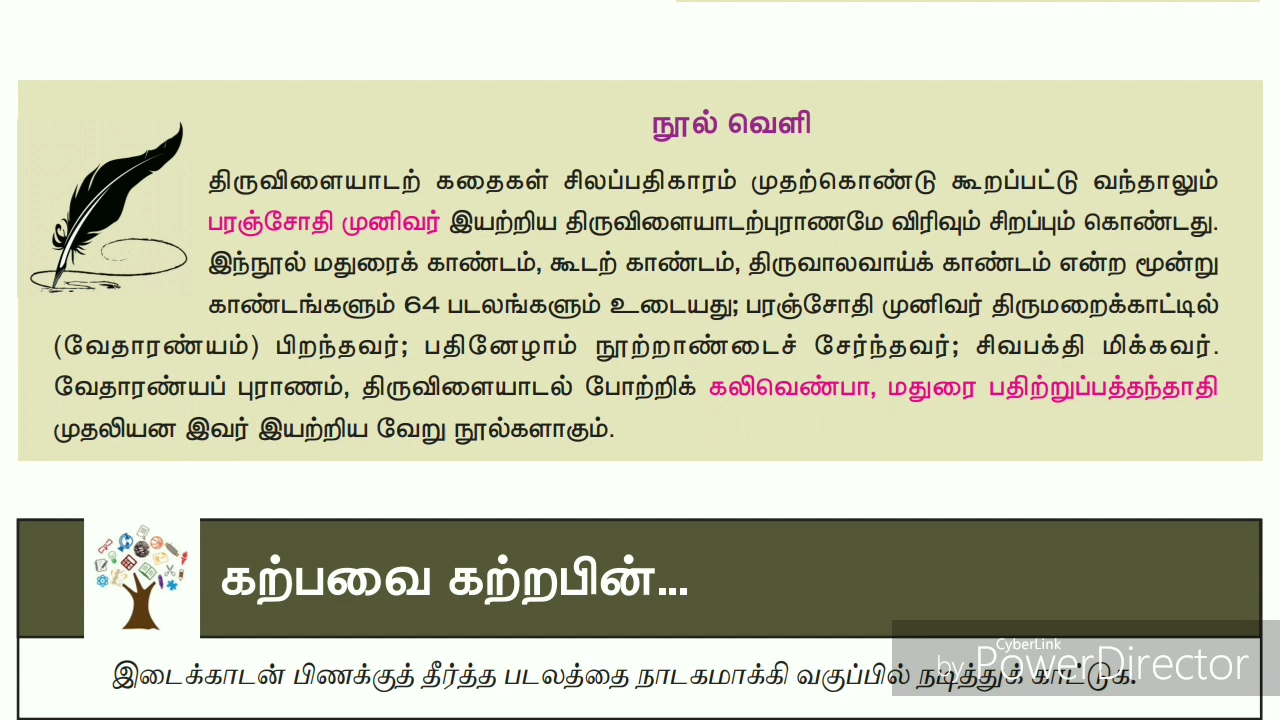 நூல் வெளி
திருவிளையாடற் கதைகள் சிலப்பதிகாரம் முதற்கொண்டு கூறப்பட்டு வந்தாலும்
பரஞ்சோதி முனிவர் இயற்றிய திருவிளையாடற்புராணமே விரிவும் சிறப்பும் கொண்டது.
இந்நூல் மதுரைக் காண்டம், கூடற் காண்டம், திருவாலவாய்க் காண்டம் என்ற மூன்று
காண்டங்களும் 64 படலங்களும் உடையது; பரஞ்சோதி முனிவர் திருமறைக்காட்டில்
(வேதாரண்யம்) பிறந்தவர்; பதினேழாம் நூற்றாண்டைச் சேர்ந்தவர்; சிவபக்தி மிக்கவர்.
வேதாரண்யப் புராணம், திருவிளையாடல் போற்றிக் கலிவெண்பா, மதுரை பதிற்றுப்பத்தந்தாதி
முதலியன இவர் இயற்றிய வேறு நூல்களாகும்.
கற்பவை கற்றபின்...
இடைக்காடன் பிணக்குத் தீர்த்த படலத்தை நாடகமாக்கி வகுப்பில் நடித்துக் காட்டுக.
CyberLink
by PowerDirector